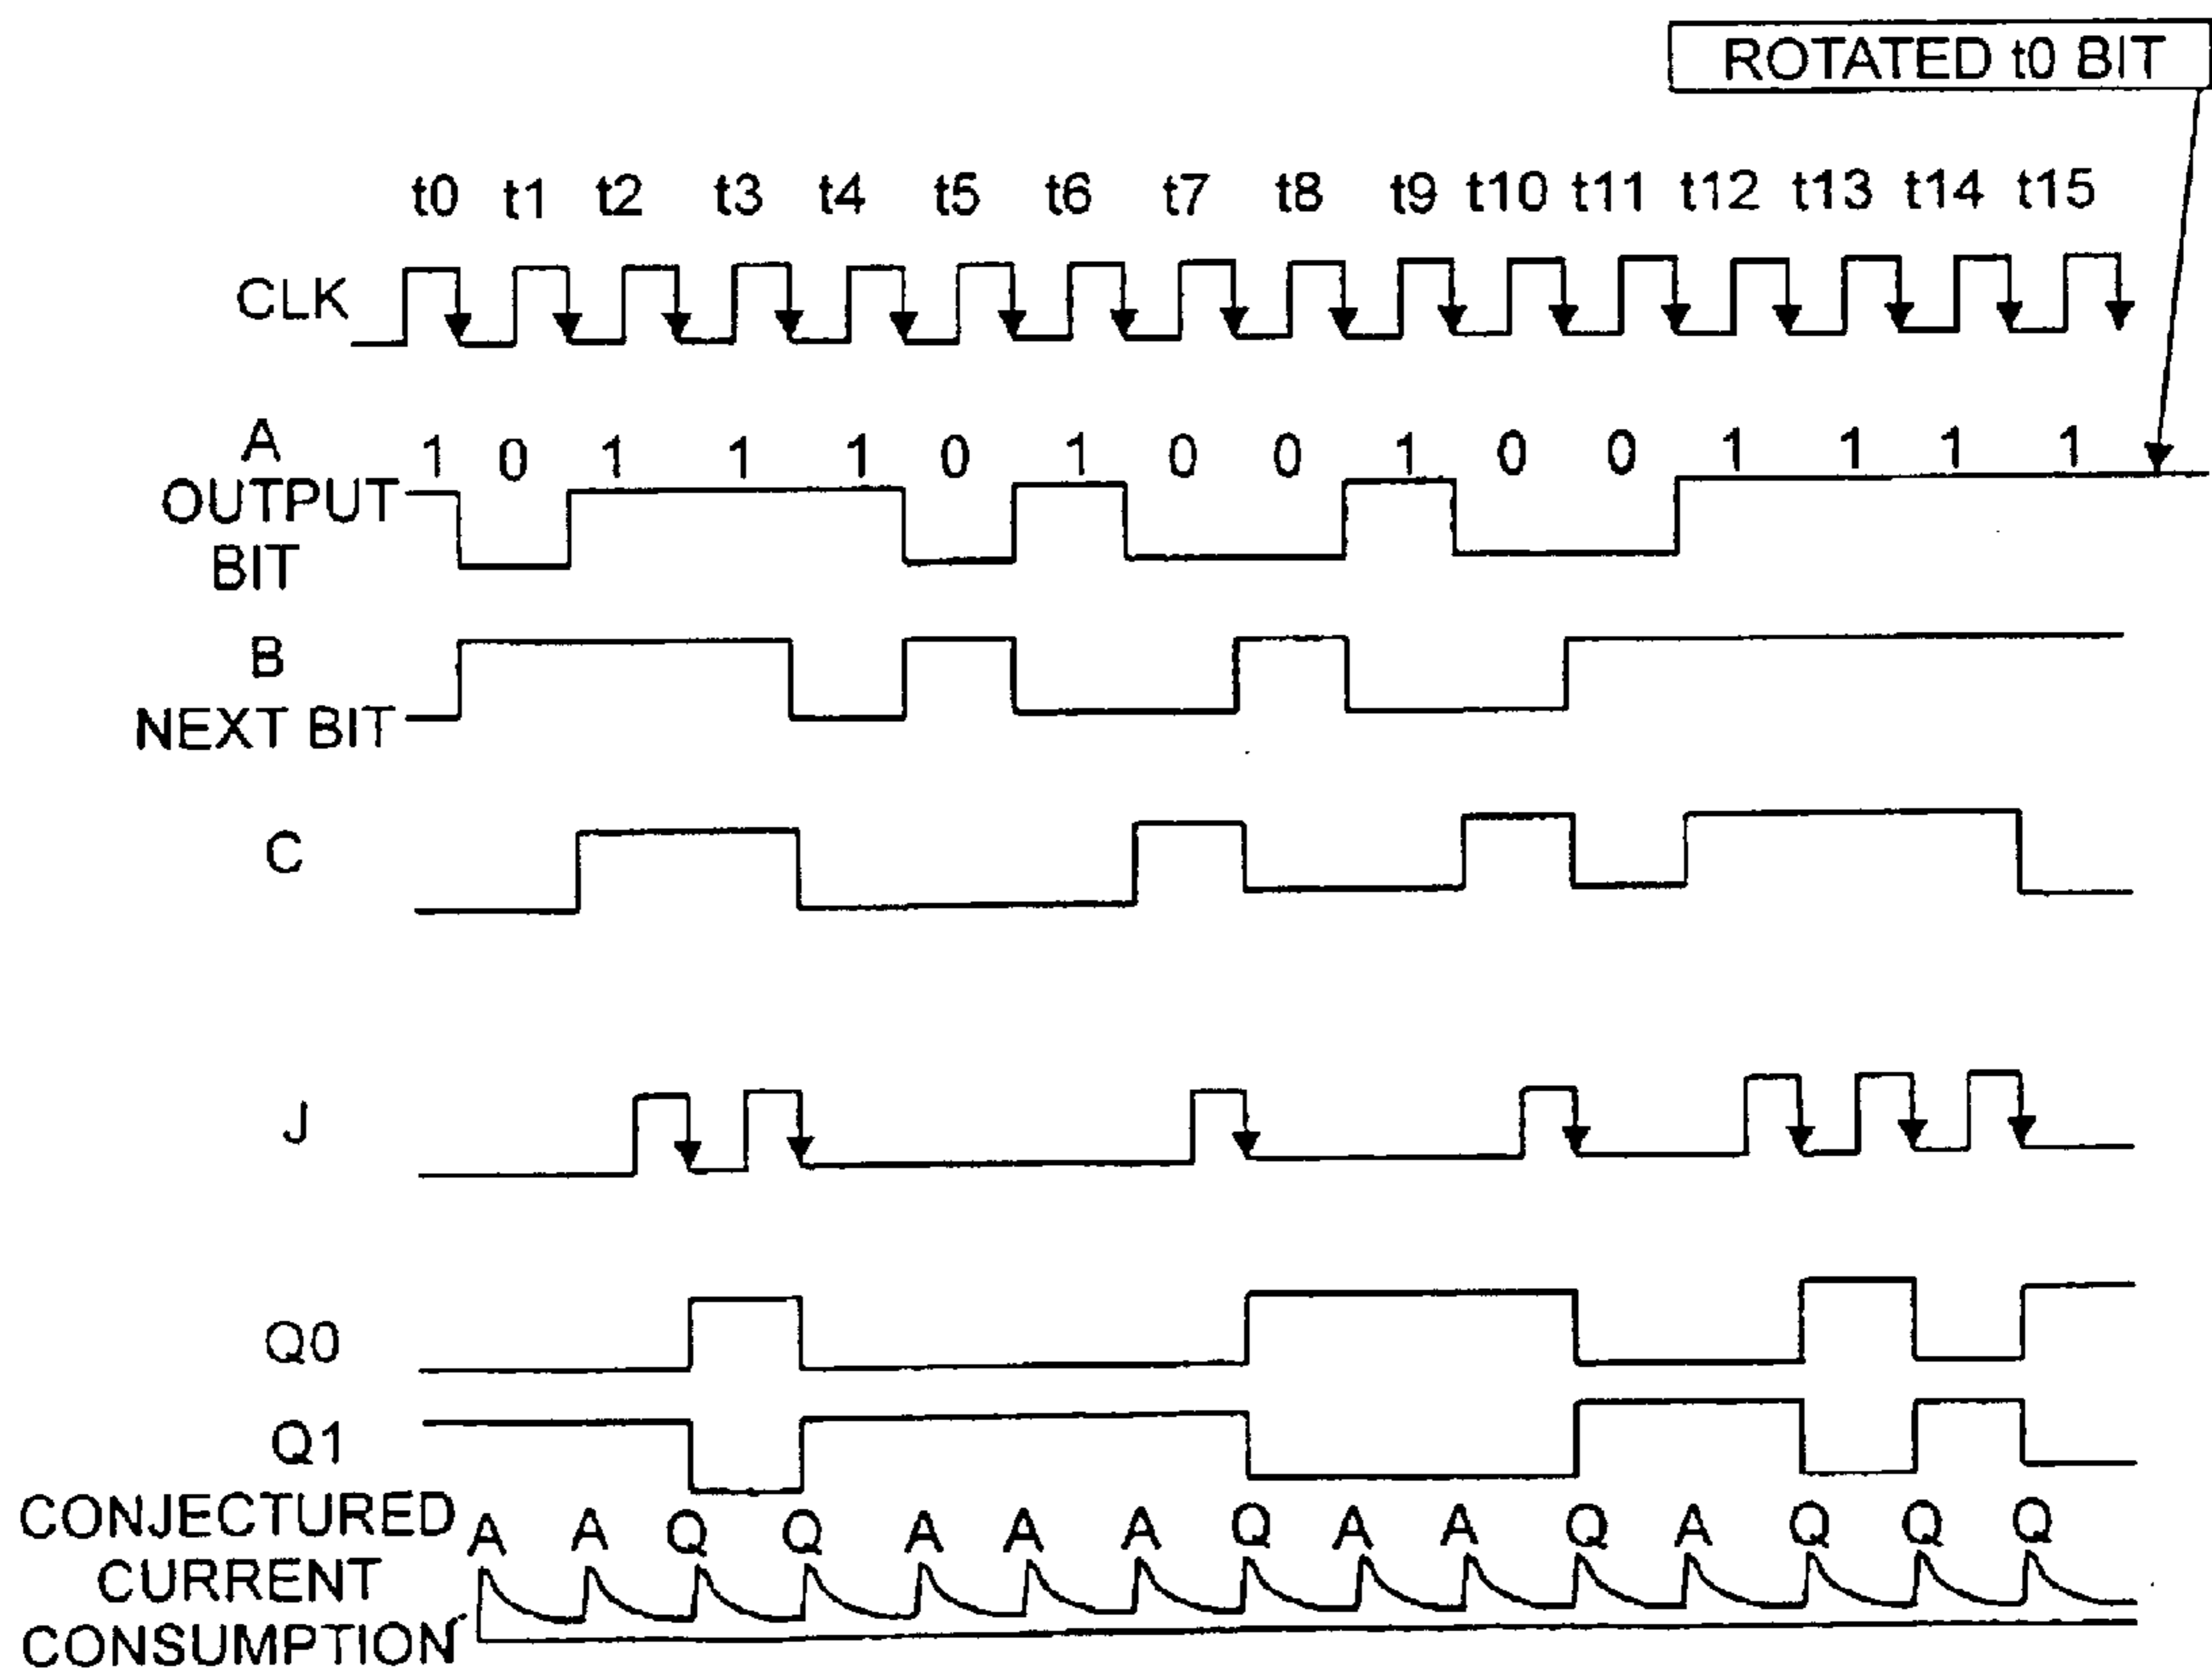 ROTATED t0 BIT
t0 t1 t2 t3 t4 t5 t6 t7 t8 t9 t10 t11 t12 t13 t14 t15
CLK
A
OUTPUT
BIT
1 0 1 1 1 0 1 0 0 1 0 0 1 1 1 1
B
NEXT BIT
C
J
Q0
Q1
CONJECTURED
CURRENT
CONSUMPTION
A A Q Q A A A Q A A Q A Q Q Q